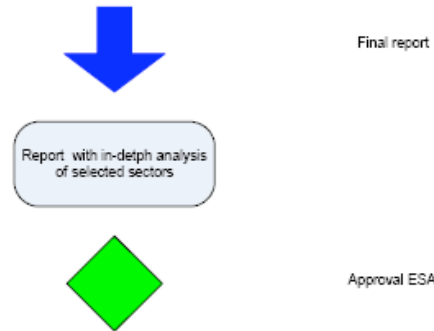 Final report
Report with in-detph analysis
of selected sectors
Approval ESA